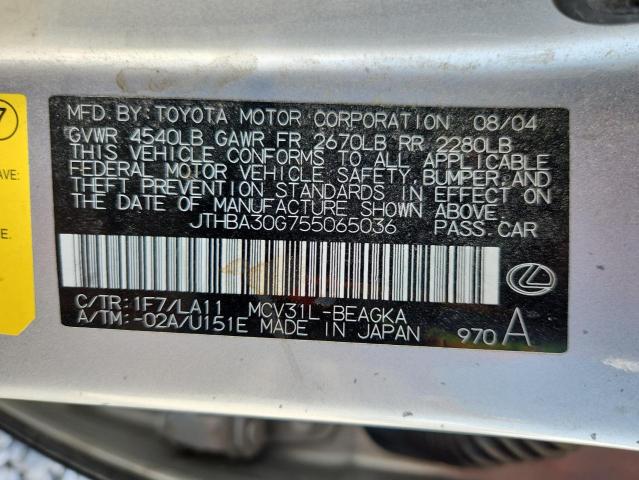 MFD. BY: TOYOTA MOTOR CORPORATION 08/04
GVWR 4540LB GAWR FR 2670LB RR 2280LB
THIS VEHICLE CONFORMS TO ALL APPLICABLE
FEDERAL MOTOR VEHICLE SAFETY, BUMPER, AND
THEFT PREVENTION STANDARDS IN EFFECT ON
THE DATE OF MANUFACTURE SHOWN ABOVE.
JTHBA30G755065036 PASS. CAR
C/TR: 1F7/LA11 MCV31L-BEAGKA
A/TM:-02A/U151E MADE IN JAPAN 970 A
7
AVE:
E.